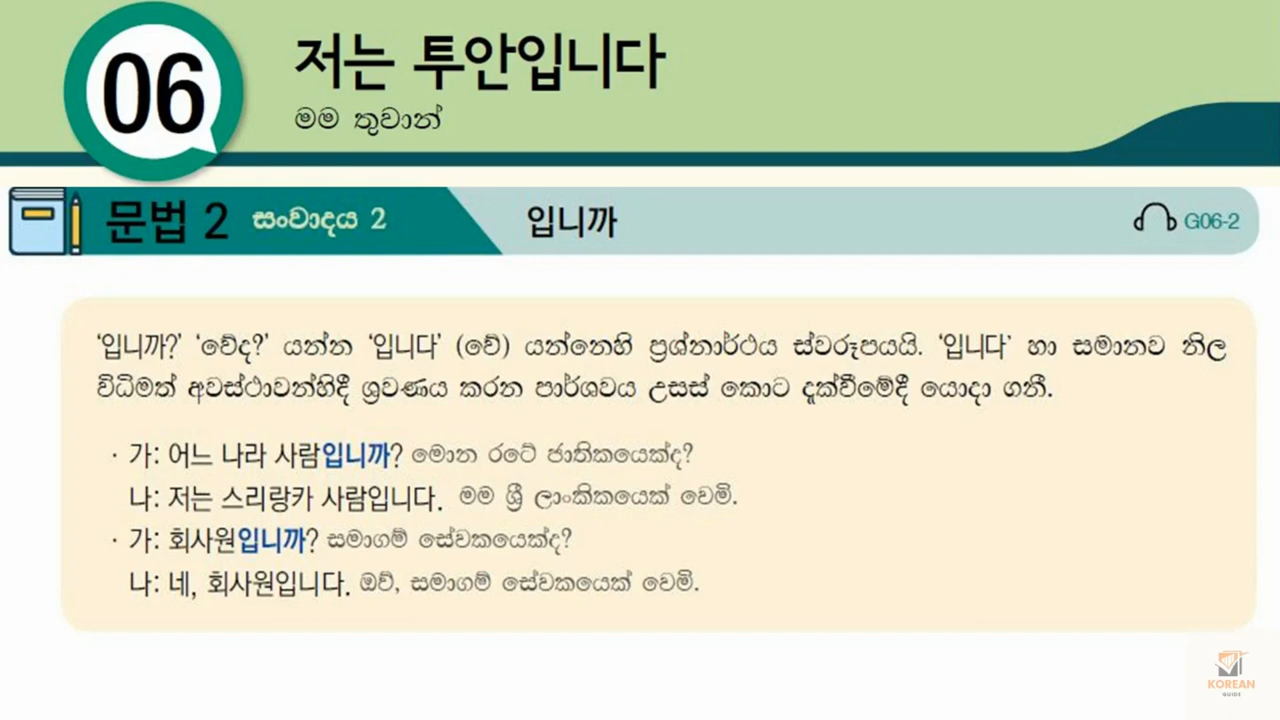 06
저는 투안입니다
මම තුවාන්
문법 2 සංවාදය 2 입니까 G06-2
‘입니까?’ ‘වේද?’ යන්න ‘입니다’ (වේ) යන්නෙහි ප්‍රශ්නාර්ථය ස්වරූපයයි. ‘입니다’ හා සමානව නිල
විධිමත් අවස්ථාවන්හිදී ශ්‍රවණය කරන පාර්ශවය උසස් කොට දැක්වීමේදී යොදා ගනී.
· 가: 어느 나라 사람입니까? මොන රටේ ජාතිකයෙක්ද?
나: 저는 스리랑카 사람입니다. මම ශ්‍රී ලාංකිකයෙක් වෙමි.
· 가: 회사원입니까? සමාගම් සේවකයෙක්ද?
나: 네, 회사원입니다. ඔව්, සමාගම් සේවකයෙක් වෙමි.
KOREAN
GUIDE